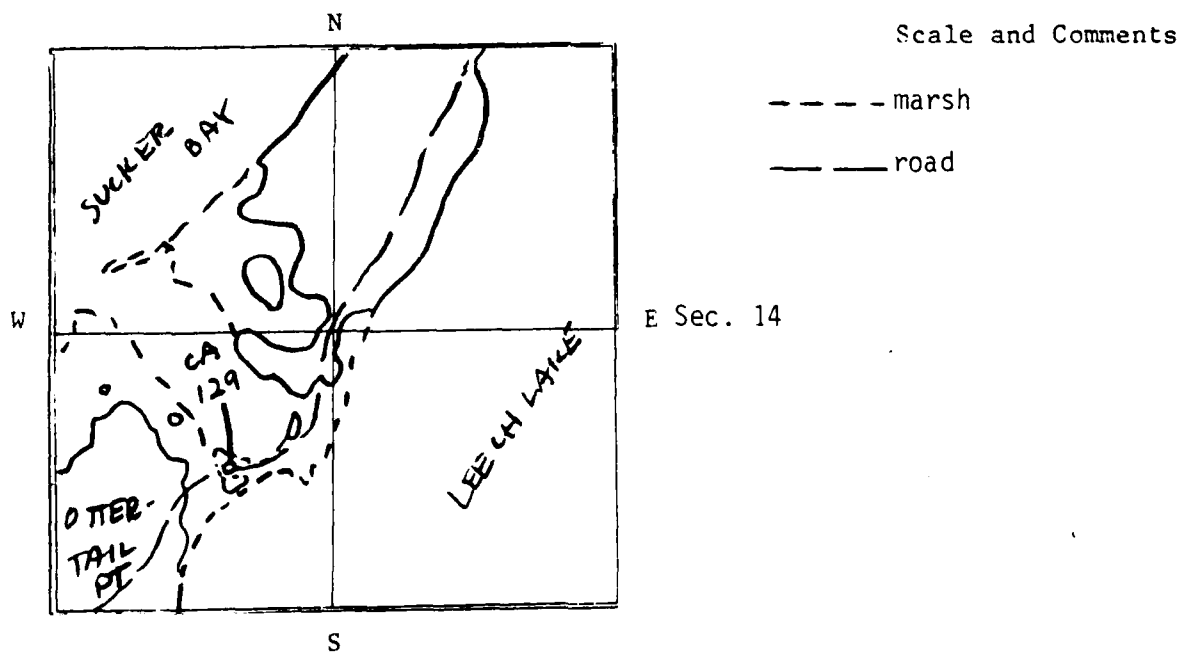 N
Scale and Comments
marsh
road
SUCKER
BAY
W
E Sec. 14
CA
129
LEECH LAKE
OTTER-
TAIL
PT
S